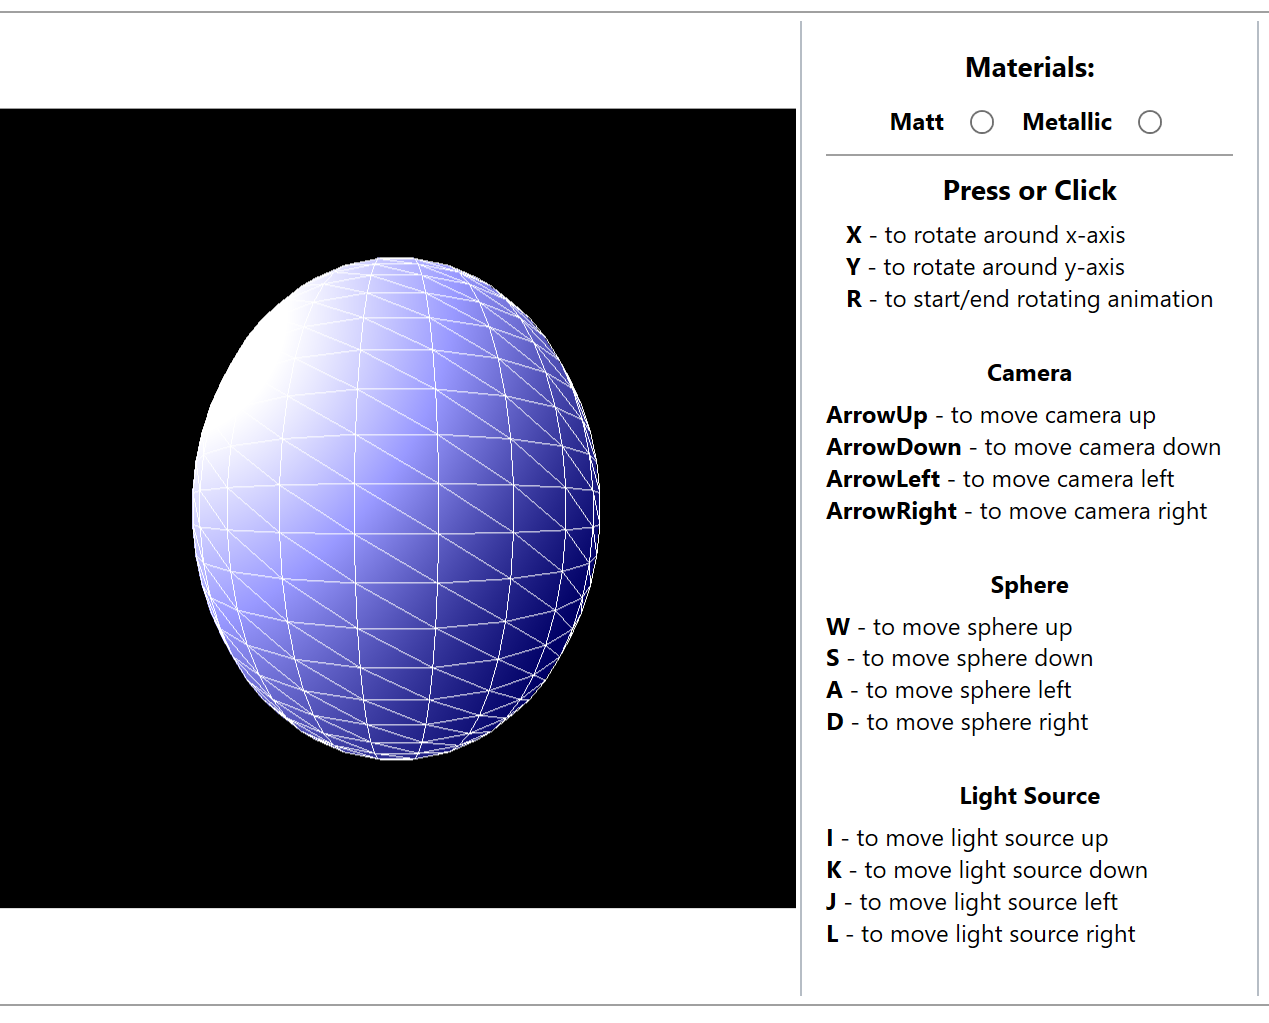 Materials:
Matt Metallic
Press or Click
X - to rotate around x-axis
Y - to rotate around y-axis
R - to start/end rotating animation
Camera
ArrowUp - to move camera up
ArrowDown - to move camera down
ArrowLeft - to move camera left
ArrowRight - to move camera right
Sphere
W - to move sphere up
S - to move sphere down
A - to move sphere left
D - to move sphere right
Light Source
I - to move light source up
K - to move light source down
J - to move light source left
L - to move light source right